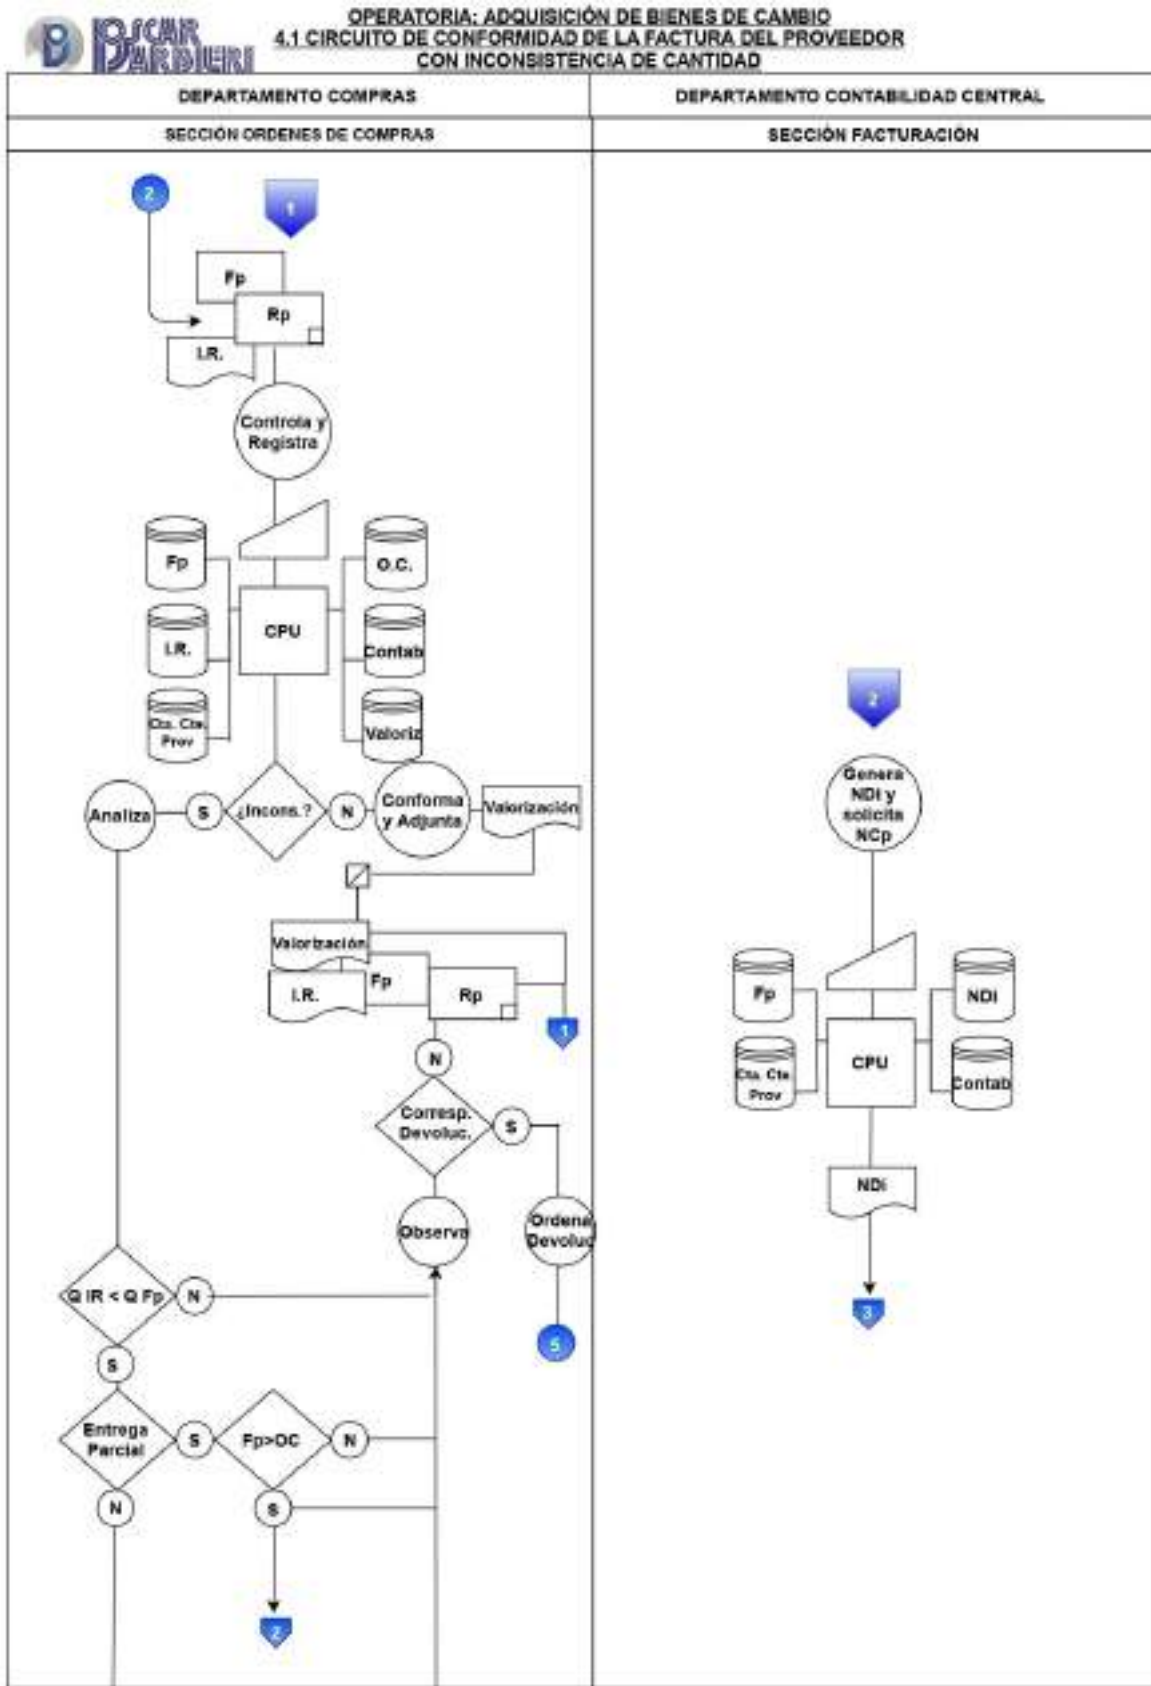 OSCAR
BARBIERI
OPERATORIA: ADQUISICIÓN DE BIENES DE CAMBIO
4.1 CIRCUITO DE CONFORMIDAD DE LA FACTURA DEL PROVEEDOR
CON INCONSISTENCIA DE CANTIDAD
DEPARTAMENTO COMPRAS
DEPARTAMENTO CONTABILIDAD CENTRAL
SECCIÓN ORDENES DE COMPRAS
SECCIÓN FACTURACIÓN
2
1
Fp
Rp
I.R.
Controla y
Registra
Fp
O.C.
CPU
I.R.
Contab
Cta. Cte.
Prov
Valoriz
Analiza
S
¿Incons.?
N
Conforma
y Adjunta
Valorización
Valorización
Fp
I.R.
Rp
1
N
Corresp.
Devoluc.
S
Observa
Ordena
Devoluc
5
Q IR < Q Fp
N
S
Entrega
Parcial
S
Fp>OC
N
N
S
2
2
Genera
NDi y
solicita
NCp
Fp
NDI
CPU
Cta. Cte.
Prov
Contab
NDi
3